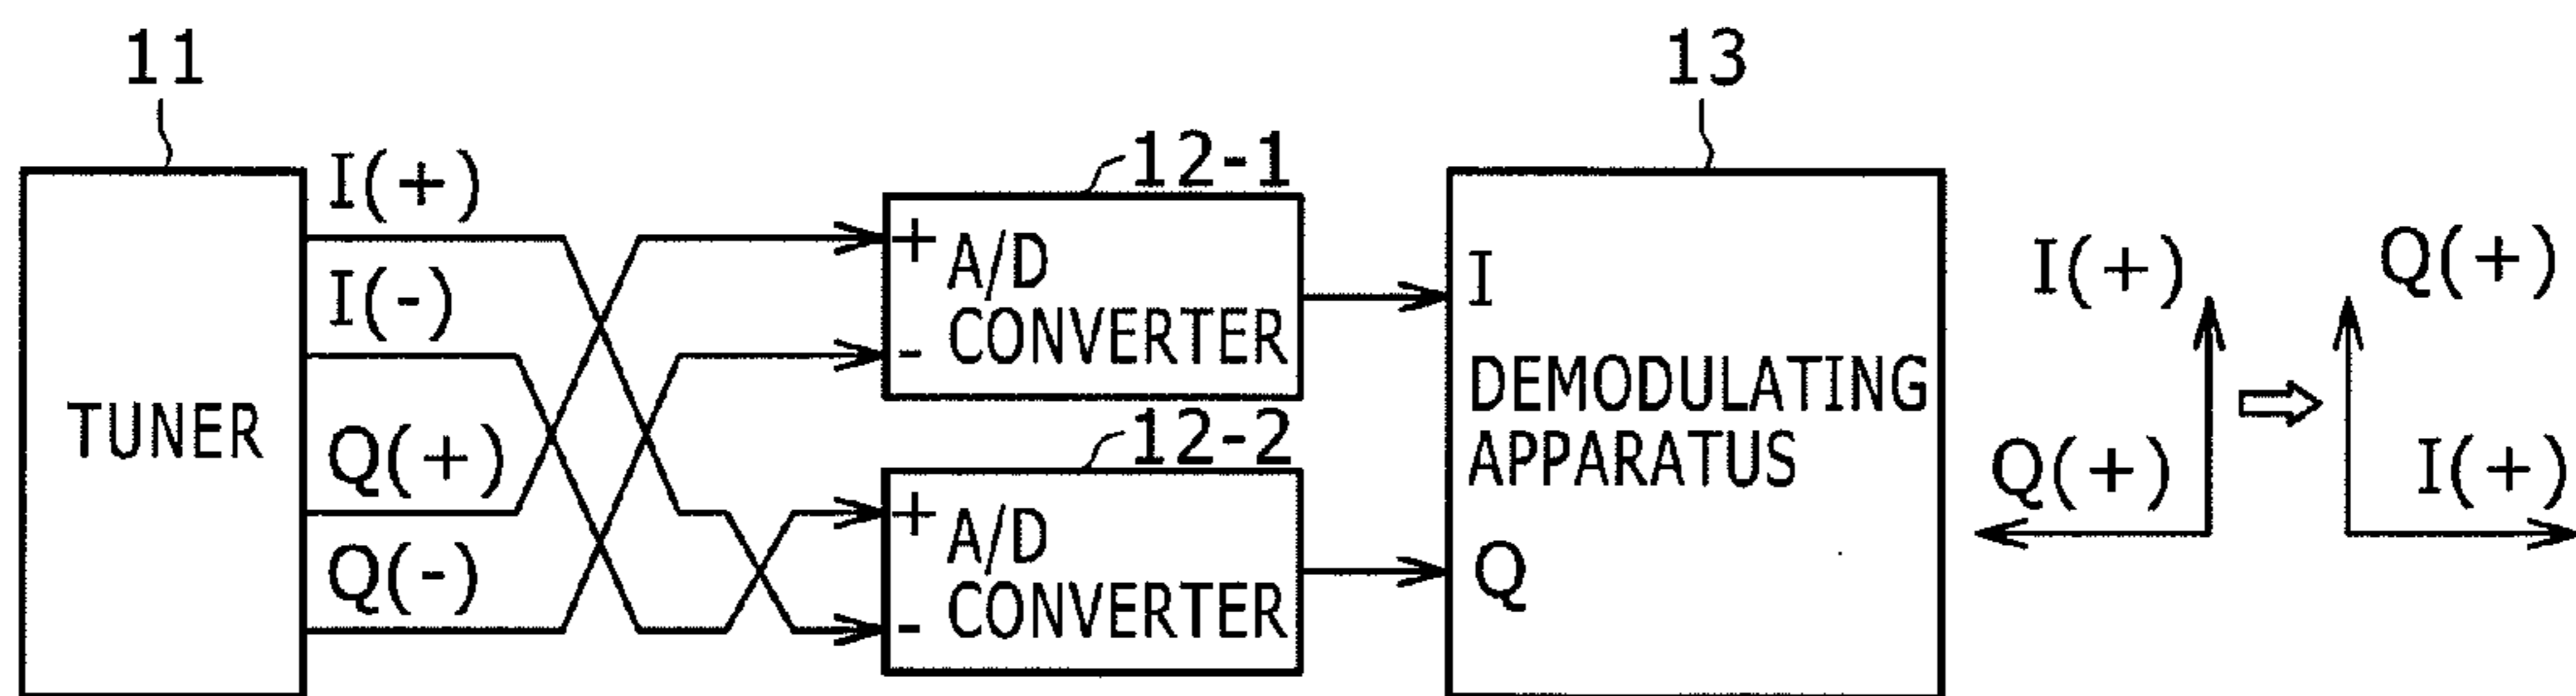 11
TUNER
I(+)
I(-)
Q(+)
Q(-)
12-1
+
-
A/D
CONVERTER
12-2
+
-
A/D
CONVERTER
13
I
DEMODULATING
APPARATUS
Q
I(+)
Q(+)
Q(+)
I(+)